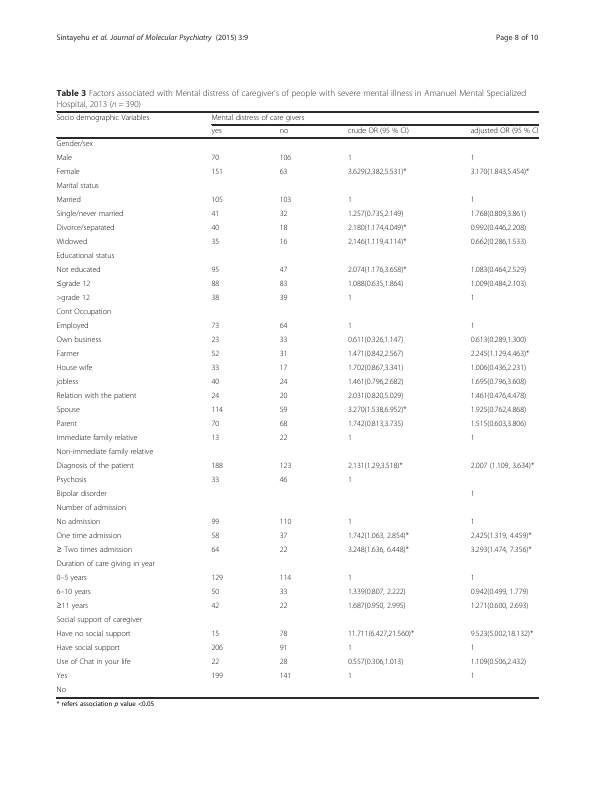 Sintayehu et al. Journal of Molecular Psychiatry (2015) 3:9 Page 8 of 10
Table 3 Factors associated with Mental distress of caregiver's of people with severe mental illness in Amanuel Mental Specialized
Hospital, 2013 (n = 390)
Socio demographic Variables Mental distress of care givers
yes no crude OR (95 % CI) adjusted OR (95 % CI
Gender/sex
Male 70 106 1 1
Female 151 63 3.629(2.382,5.531)* 3.170(1.843,5.454)*
Marital status
Married 105 103 1 1
Single/never married 41 32 1.257(0.735,2.149) 1.768(0.809,3.861)
Divorce/separated 40 18 2.180(1.174,4.049)* 0.992(0.446,2.208)
Widowed 35 16 2.146(1.119,4.114)* 0.662(0.286,1.533)
Educational status
Not educated 95 47 2.074(1.176,3.658)* 1.083(0.464,2.529)
≤grade 12 88 83 1.088(0.635,1.864) 1.009(0.484,2.103)
>grade 12 38 39 1 1
Cont Occupation
Employed 73 64 1 1
Own business 23 33 0.611(0.326,1.147) 0.613(0.289,1.300)
Farmer 52 31 1.471(0.842,2.567) 2.245(1.129,4.463)*
House wife 33 17 1.702(0.867,3.341) 1.006(0.436,2.231)
jobless 40 24 1.461(0.796,2.682) 1.695(0.796,3.608)
Relation with the patient 24 20 2.031(0.820,5.029) 1.461(0.476,4.478)
Spouse 114 59 3.270(1.538,6.952)* 1.925(0.762,4.868)
Parent 70 68 1.742(0.813,3.735) 1.515(0.603,3.806)
Immediate family relative 13 22 1 1
Non-immediate family relative
Diagnosis of the patient 188 123 2.131(1.29,3.518)* 2.007 (1.109, 3.634)*
Psychosis 33 46 1
Bipolar disorder 1
Number of admission
No admission 99 110 1 1
One time admission 58 37 1.742(1.063, 2.854)* 2.425(1.319, 4.459)*
≥ Two times admission 64 22 3.248(1.636, 6.448)* 3.293(1.474, 7.356)*
Duration of care giving in year
0–5 years 129 114 1 1
6–10 years 50 33 1.339(0.807, 2.222) 0.942(0.499, 1.779)
≥11 years 42 22 1.687(0.950, 2.995) 1.271(0.600, 2.693)
Social support of caregiver
Have no social support 15 78 11.711(6.427,21.560)* 9.523(5.002,18.132)*
Have social support 206 91 1 1
Use of Chat in your life 22 28 0.557(0.306,1.013) 1.109(0.506,2.432)
Yes 199 141 1 1
No
* refers association p value <0.05